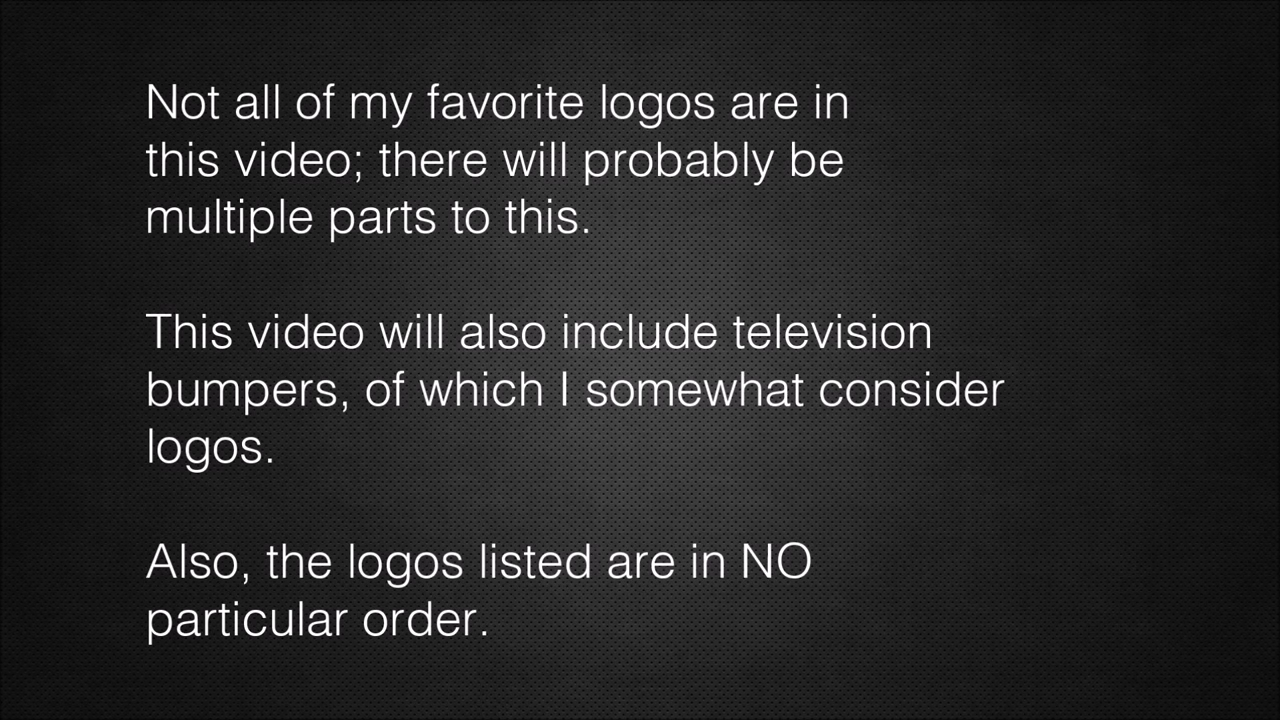 Not all of my favorite logos are in
this video; there will probably be
multiple parts to this.
This video will also include television
bumpers, of which I somewhat consider
logos.
Also, the logos listed are in NO
particular order.